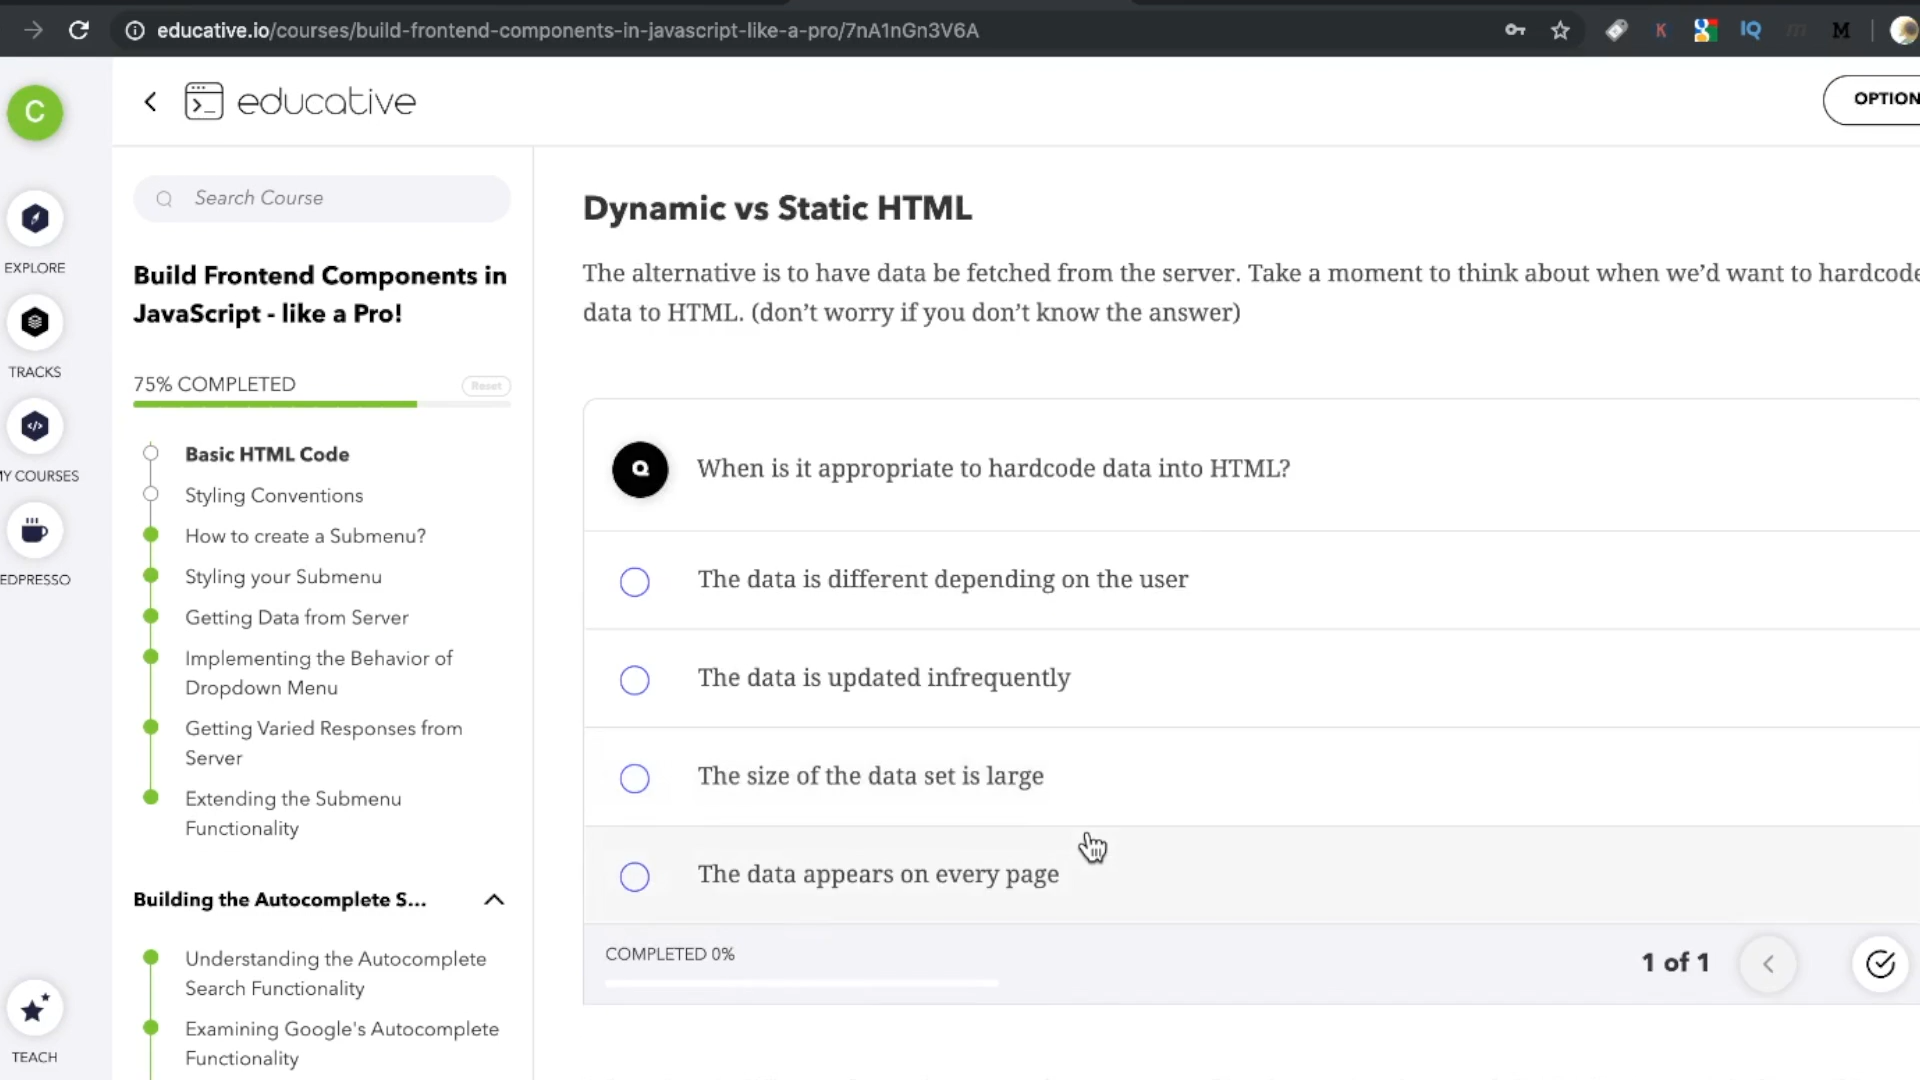 educative.io/courses/build-frontend-components-in-javascript-like-a-pro/7nA1nGn3V6A
K
IQ
m
M
C
educative
OPTION
EXPLORE
TRACKS
MY COURSES
EDPRESSO
TEACH
Search Course
Build Frontend Components in
JavaScript - like a Pro!
75% COMPLETED
Reset
Basic HTML Code
Styling Conventions
How to create a Submenu?
Styling your Submenu
Getting Data from Server
Implementing the Behavior of
Dropdown Menu
Getting Varied Responses from
Server
Extending the Submenu
Functionality
Building the Autocomplete S...
Understanding the Autocomplete
Search Functionality
Examining Google's Autocomplete
Functionality
Dynamic vs Static HTML
The alternative is to have data be fetched from the server. Take a moment to think about when we’d want to hardcode
data to HTML. (don’t worry if you don’t know the answer)
Q
When is it appropriate to hardcode data into HTML?
The data is different depending on the user
The data is updated infrequently
The size of the data set is large
The data appears on every page
COMPLETED 0%
1 of 1